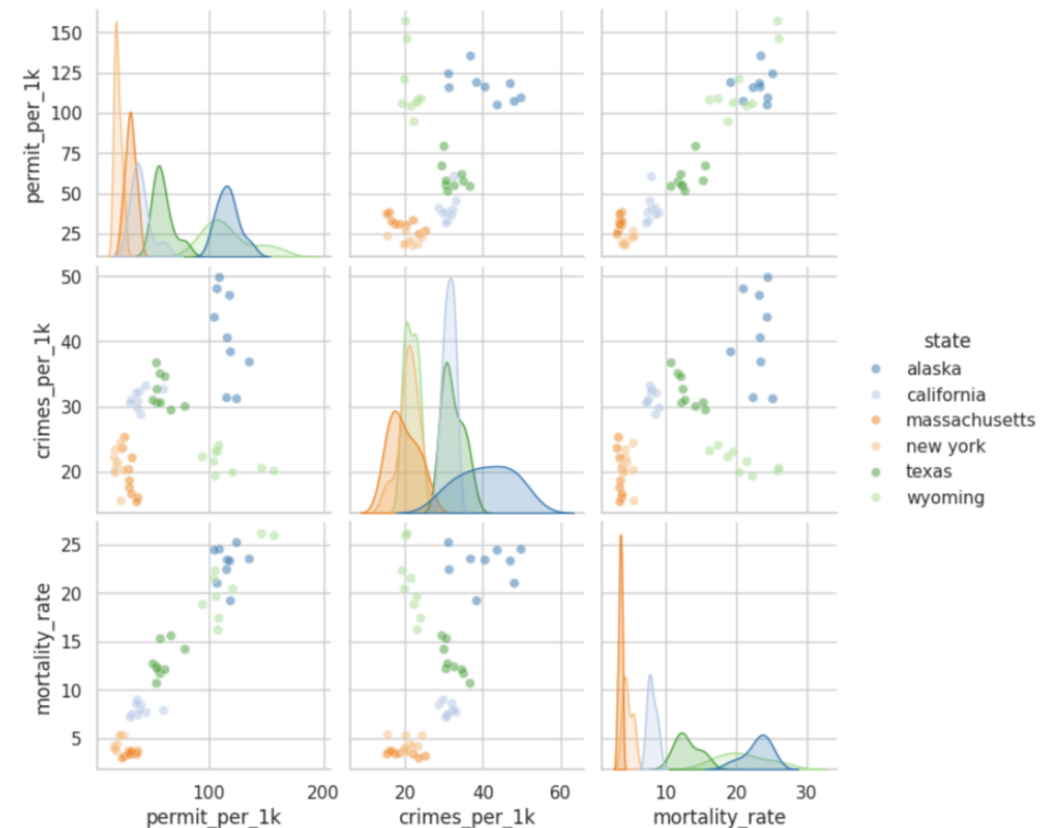 permit_per_1k
150
125
100
75
50
25
crimes_per_1k
50
40
30
20
mortality_rate
25
20
15
10
5
100 200
permit_per_1k
20 40 60
crimes_per_1k
10 20 30
mortality_rate
state
alaska
california
massachusetts
new york
texas
wyoming